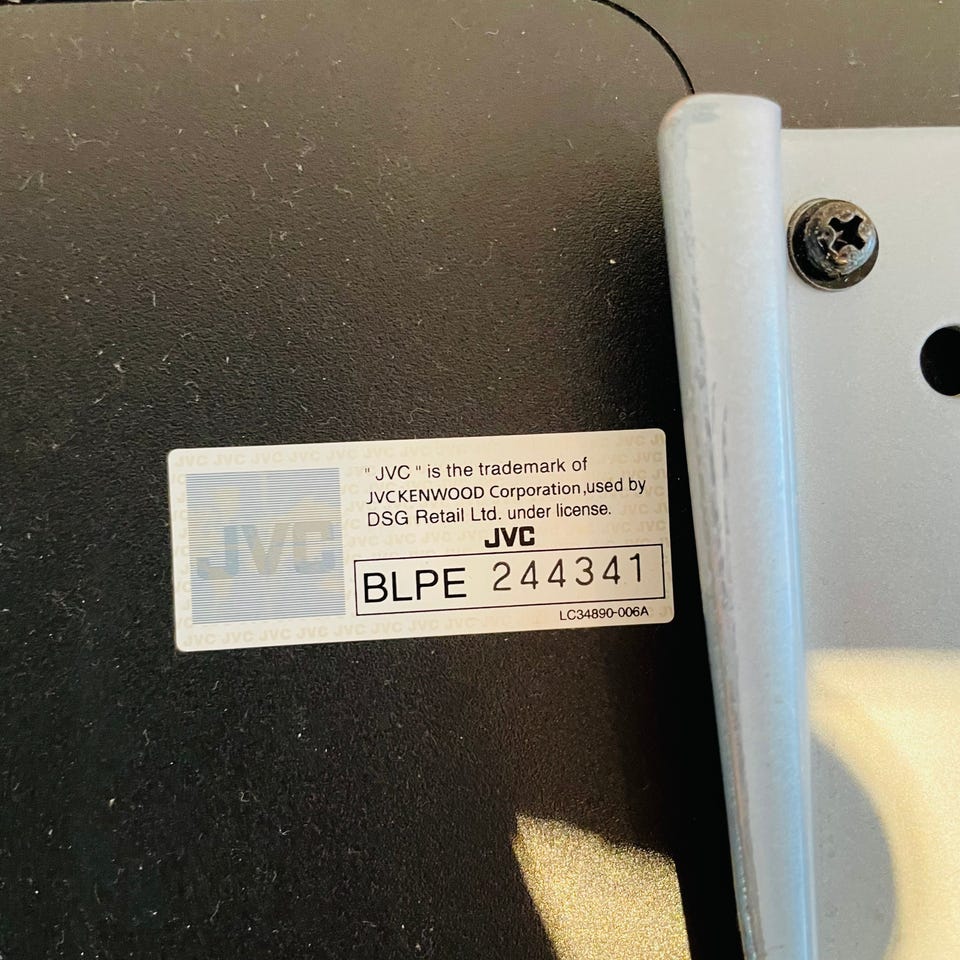 " JVC " is the trademark of
JVCKENWOOD Corporation,used by
DSG Retail Ltd. under license.
JVC
JVC
BLPE 244341
LC34890-006A